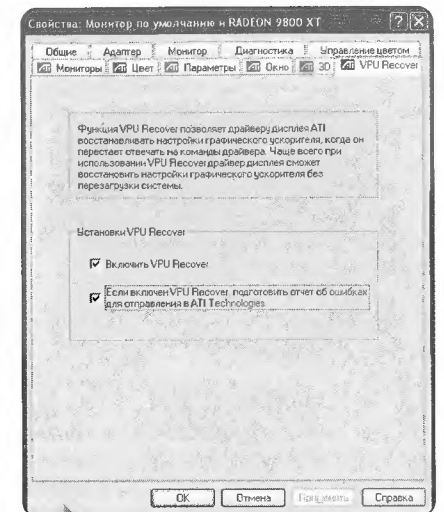 Свойства: Монитор по умолчанию и RADEON 9800 XT
Общие Адаптер Монитор Диагностика Управление цветом
Мониторы Цвет Параметры Окно 3D VPU Recover
Функция VPU Recover позволяет драйверу дисплея ATI
восстанавливать настройки графического ускорителя, когда он
перестает отвечать на команды драйвера. Чаще всего при
использовании VPU Recover драйвер дисплея сможет
восстановить настройки графического ускорителя без
перезагрузки системы.
Установки VPU Recover
Включить VPU Recover
Если включен VPU Recover, подготовить отчет об ошибках
для отправления в ATI Technologies
OK Отмена Применить Справка